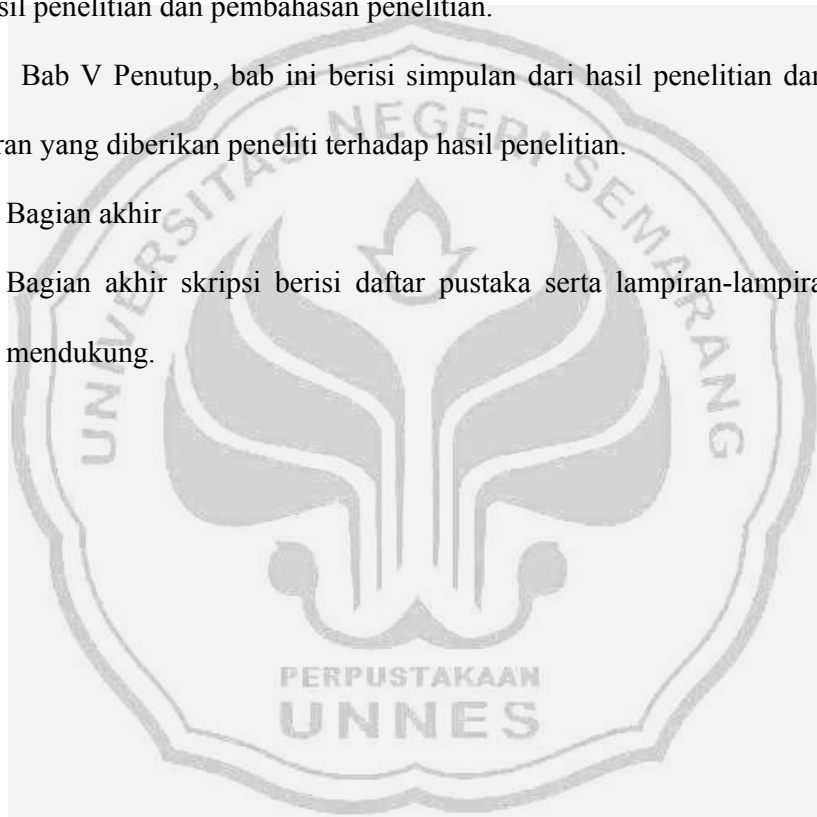 sil penelitian dan pembahasan penelitian.
Bab V Penutup, bab ini berisi simpulan dari hasil penelitian dan
ran yang diberikan peneliti terhadap hasil penelitian.
Bagian akhir
Bagian akhir skripsi berisi daftar pustaka serta lampiran-lampira
mendukung.
UNIVERSITAS NEGERI SEMARANG
PERPUSTAKAAN
UNNES